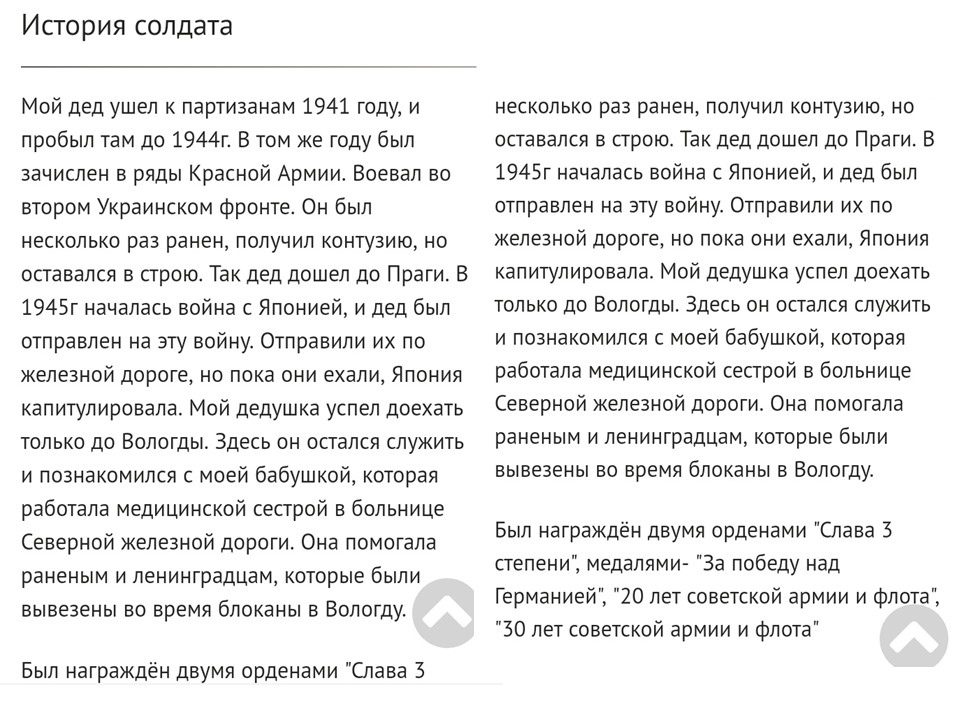 История солдата
Мой дед ушел к партизанам 1941 году, и
пробыл там до 1944г. В том же году был
зачислен в ряды Красной Армии. Воевал во
втором Украинском фронте. Он был
несколько раз ранен, получил контузию, но
оставался в строю. Так дед дошел до Праги. В
1945г началась война с Японией, и дед был
отправлен на эту войну. Отправили их по
железной дороге, но пока они ехали, Япония
капитулировала. Мой дедушка успел доехать
только до Вологды. Здесь он остался служить
и познакомился с моей бабушкой, которая
работала медицинской сестрой в больнице
Северной железной дороги. Она помогала
раненым и ленинградцам, которые были
вывезены во время блоканы в Вологду.
Был награждён двумя орденами "Слава 3
несколько раз ранен, получил контузию, но
оставался в строю. Так дед дошел до Праги. В
1945г началась война с Японией, и дед был
отправлен на эту войну. Отправили их по
железной дороге, но пока они ехали, Япония
капитулировала. Мой дедушка успел доехать
только до Вологды. Здесь он остался служить
и познакомился с моей бабушкой, которая
работала медицинской сестрой в больнице
Северной железной дороги. Она помогала
раненым и ленинградцам, которые были
вывезены во время блоканы в Вологду.
Был награждён двумя орденами "Слава 3
степени", медалями- "За победу над
Германией", "20 лет советской армии и флота",
"30 лет советской армии и флота"